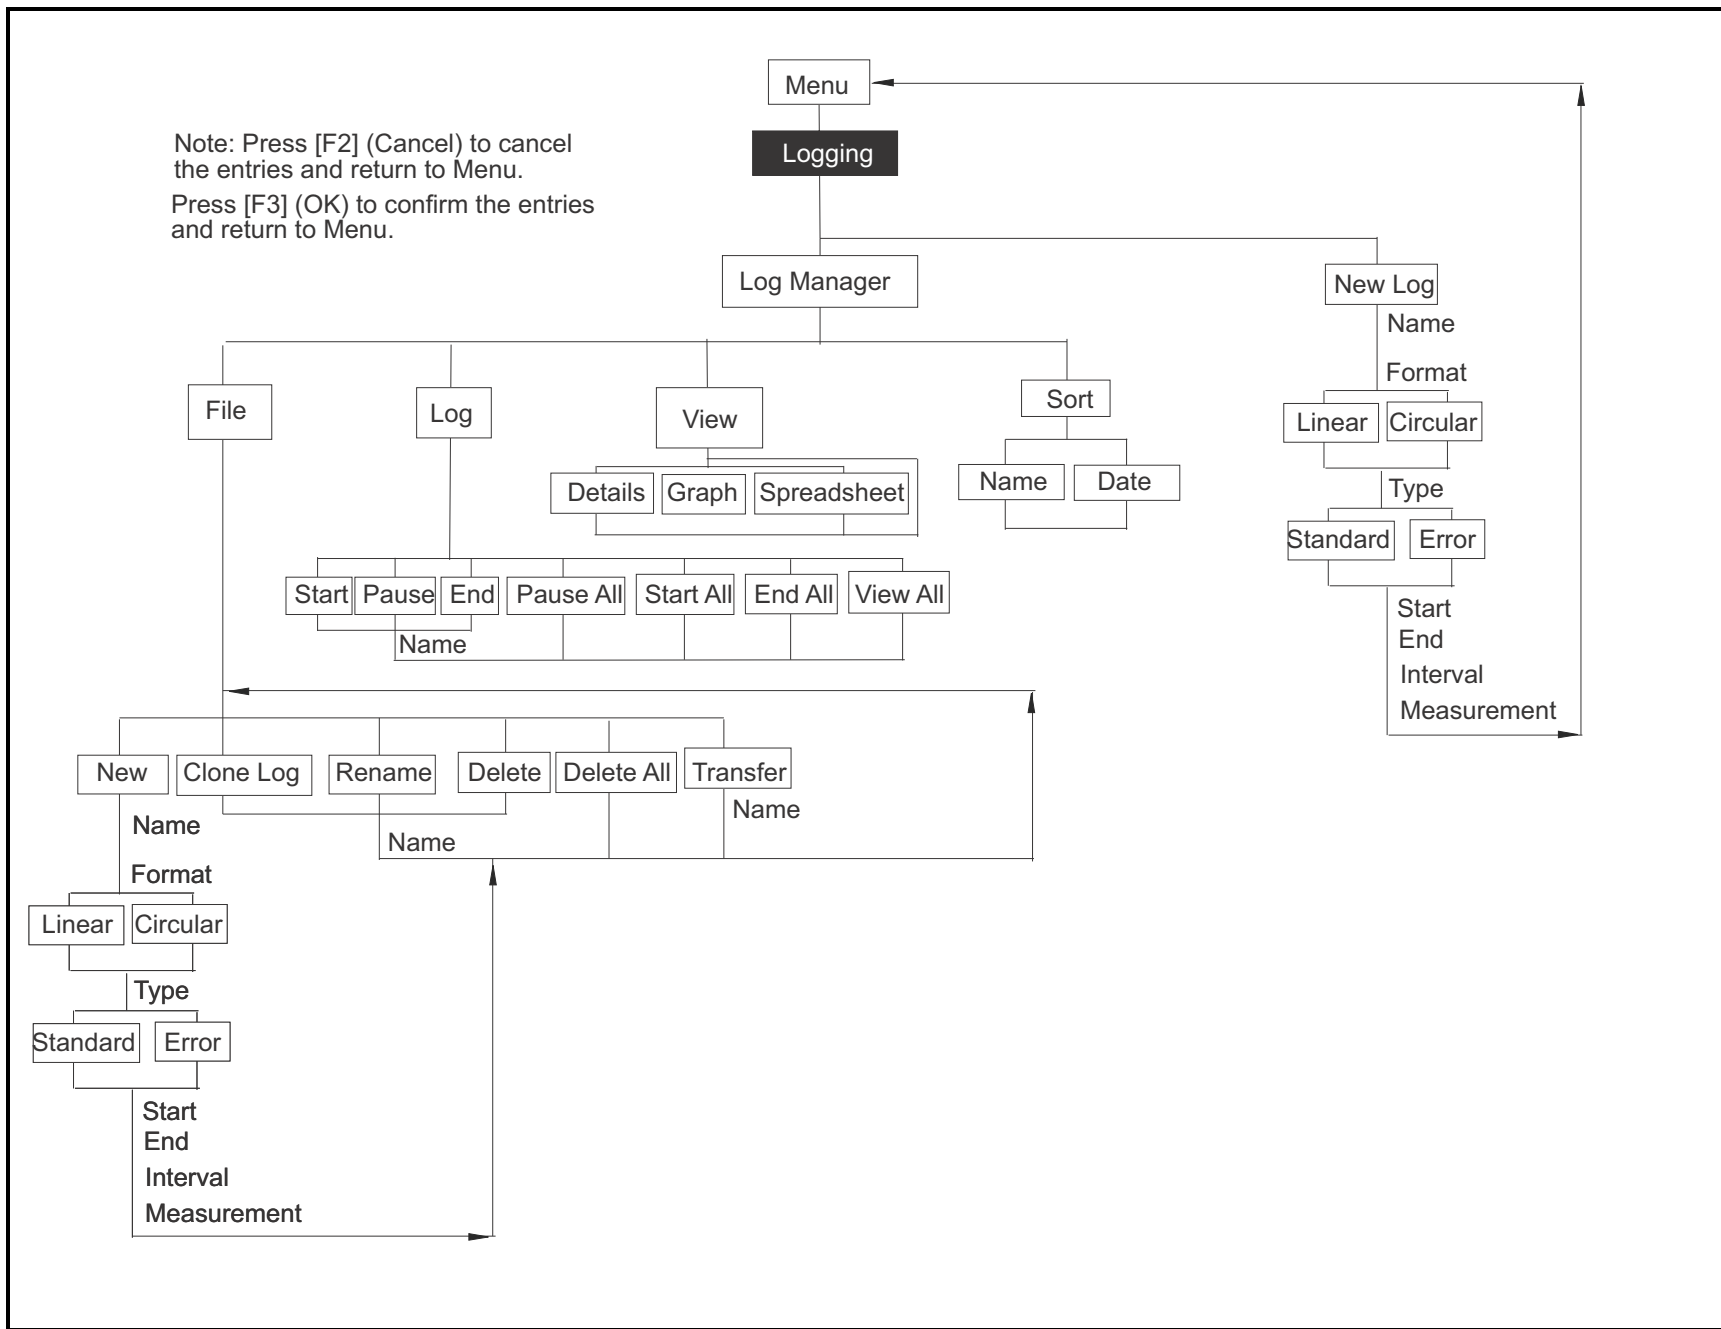 Menu
Note: Press [F2] (Cancel) to cancel
the entries and return to Menu.
Press [F3] (OK) to confirm the entries
and return to Menu.
Logging
Log Manager
New Log
Name
Format
Linear Circular
Type
Standard Error
Start
End
Interval
Measurement
File Log View Sort
Details Graph Spreadsheet
Name Date
Start Pause End Pause All Start All End All View All
Name
New Clone Log Rename Delete Delete All Transfer
Name
Name
Name
Format
Linear Circular
Type
Standard Error
Start
End
Interval
Measurement